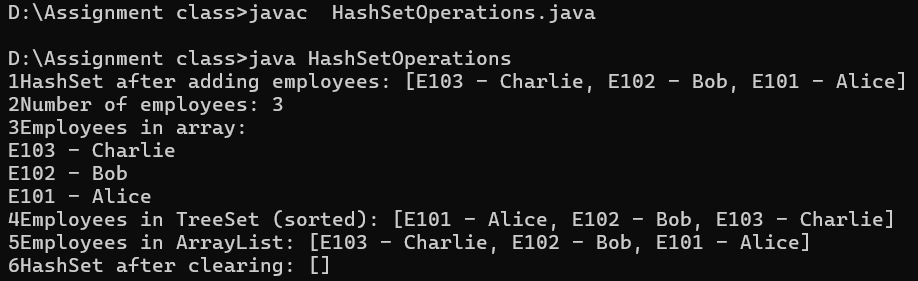 D:\Assignment class>javac  HashSetOperations.java
D:\Assignment class>java HashSetOperations
1HashSet after adding employees: [E103 - Charlie, E102 - Bob, E101 - Alice]
2Number of employees: 3
3Employees in array:
E103 - Charlie
E102 - Bob
E101 - Alice
4Employees in TreeSet (sorted): [E101 - Alice, E102 - Bob, E103 - Charlie]
5Employees in ArrayList: [E103 - Charlie, E102 - Bob, E101 - Alice]
6HashSet after clearing: []